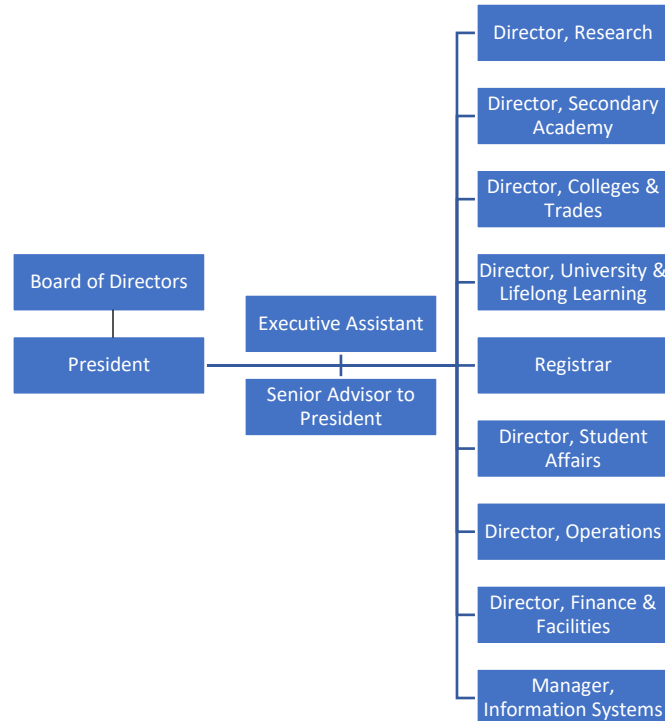 Board of Directors
President
Executive Assistant
Senior Advisor to
President
Director, Research
Director, Secondary
Academy
Director, Colleges &
Trades
Director, University &
Lifelong Learning
Registrar
Director, Student
Affairs
Director, Operations
Director, Finance &
Facilities
Manager,
Information Systems